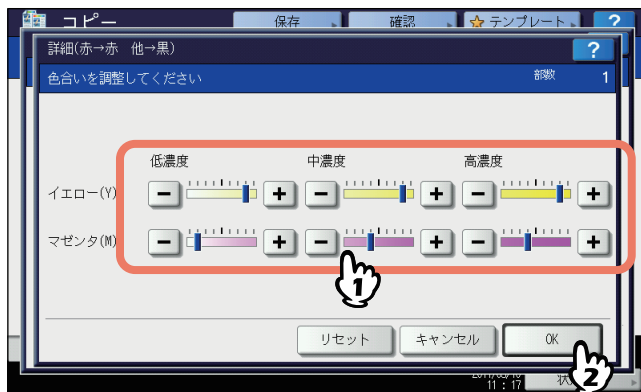 コピー 保存 確認 テンプレート ?
詳細(赤→赤 他→黒) ?
色合いを調整してください 部数 1
低濃度 中濃度 高濃度
イエロー(Y) − + − + − +
マゼンタ(M) − + − + − +
1
リセット キャンセル OK
11 : 17 状
2